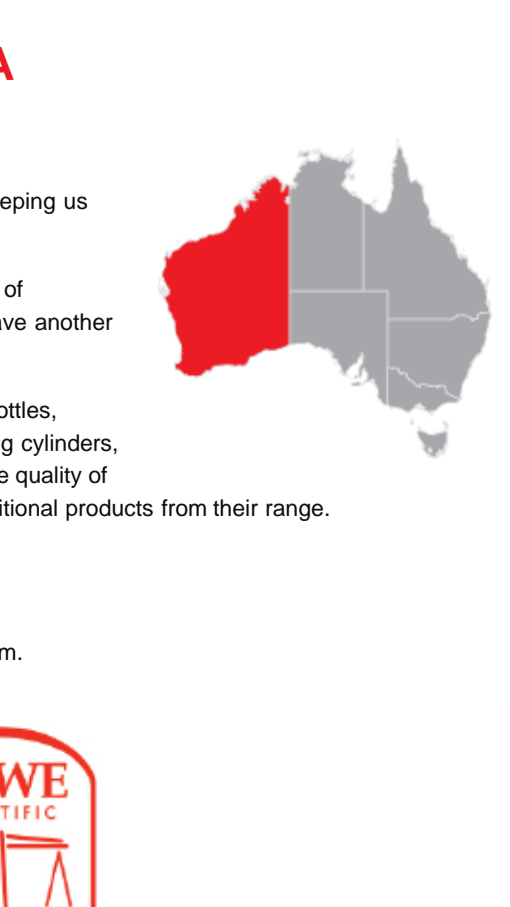 A
eping us
of
ave another
ottles,
g cylinders,
e quality of
itional products from their range.
m.
WE
TIFIC